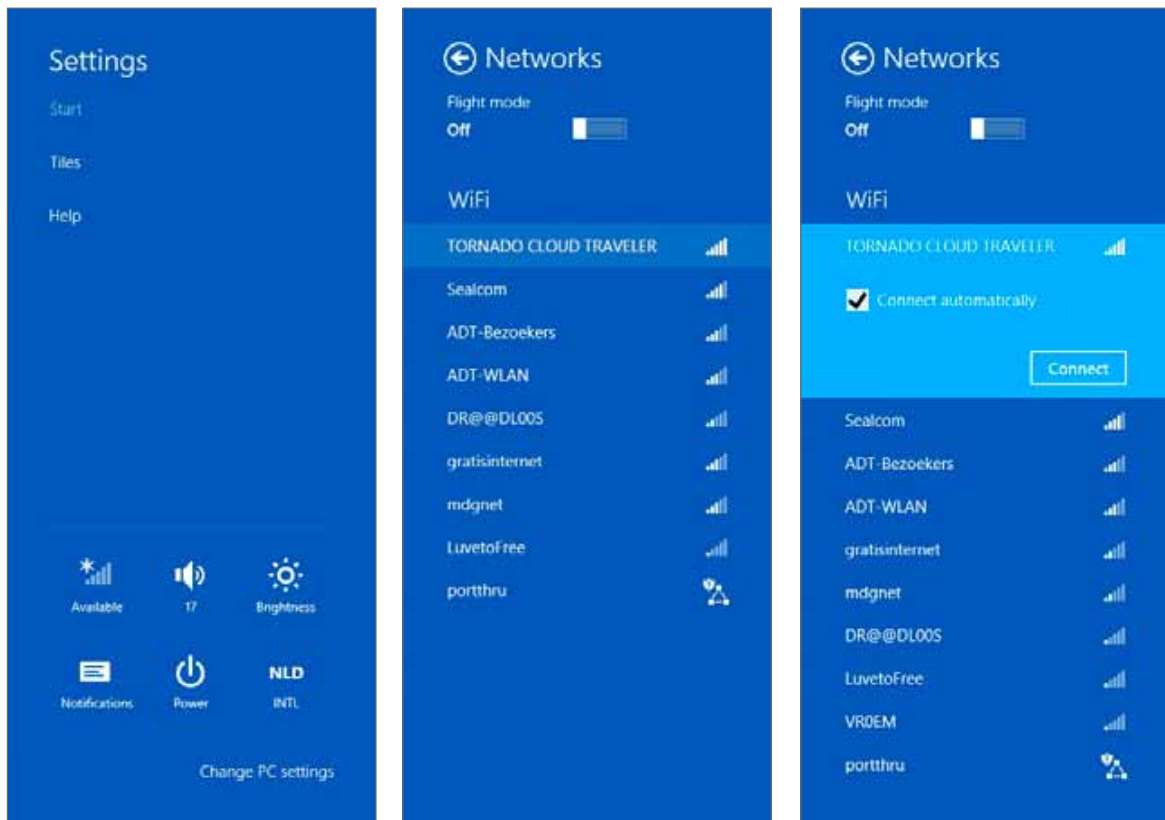 Settings
Start
Tiles
Help
Available
17
Brightness
Notifications
Power
NLD
INTL
Change PC settings
Networks
Flight mode
Off
WiFi
TORNADO CLOUD TRAVELER
Sealcom
ADT-Bezoekers
ADT-WLAN
DR@@DL00S
gratisinternet
mdgnet
LuvetoFree
portthru
Networks
Flight mode
Off
WiFi
TORNADO CLOUD TRAVELER
Connect automatically
Connect
Sealcom
ADT-Bezoekers
ADT-WLAN
gratisinternet
mdgnet
DR@@DL00S
LuvetoFree
VR0EM
portthru